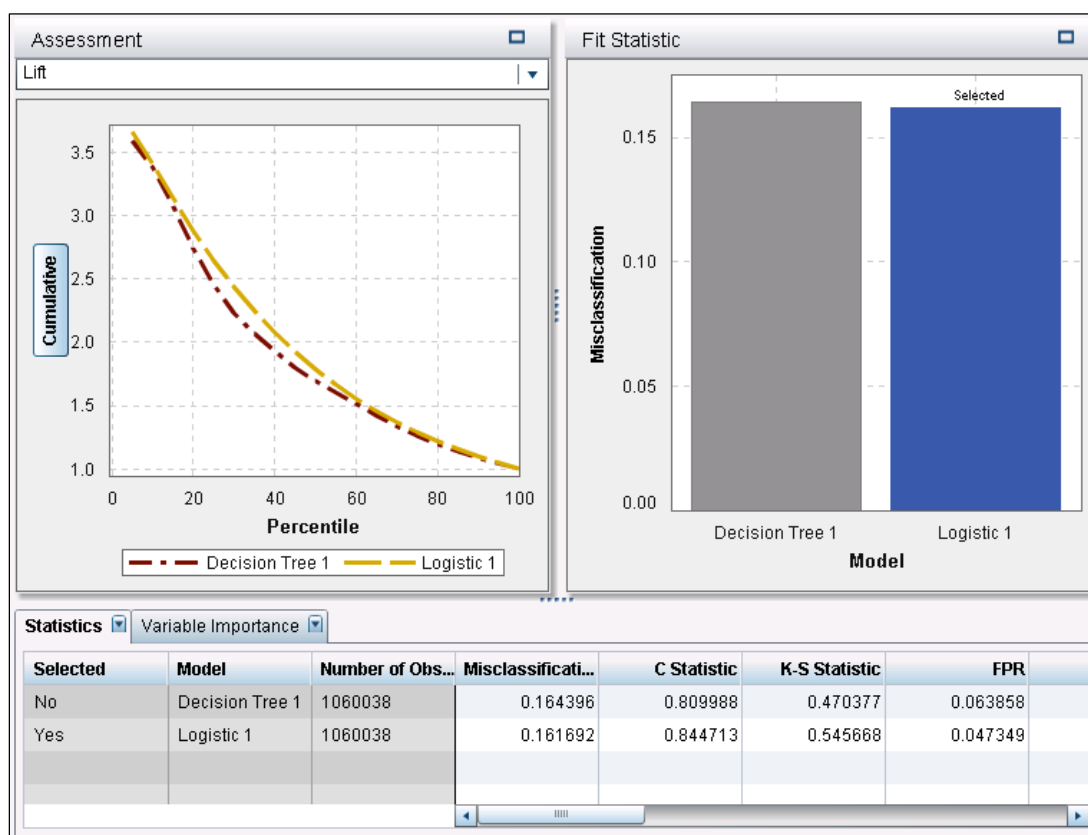 Assessment
Lift
3.5
3.0
2.5
2.0
1.5
1.0
Cumulative
0 20 40 60 80 100
Percentile
Decision Tree 1 Logistic 1
Fit Statistic
Selected
0.15
0.10
0.05
0.00
Misclassification
Decision Tree 1 Logistic 1
Model
Statistics Variable Importance
Selected Model Number of Obs... Misclassificati... C Statistic K-S Statistic FPR
No Decision Tree 1 1060038 0.164396 0.809988 0.470377 0.063858
Yes Logistic 1 1060038 0.161692 0.844713 0.545668 0.047349